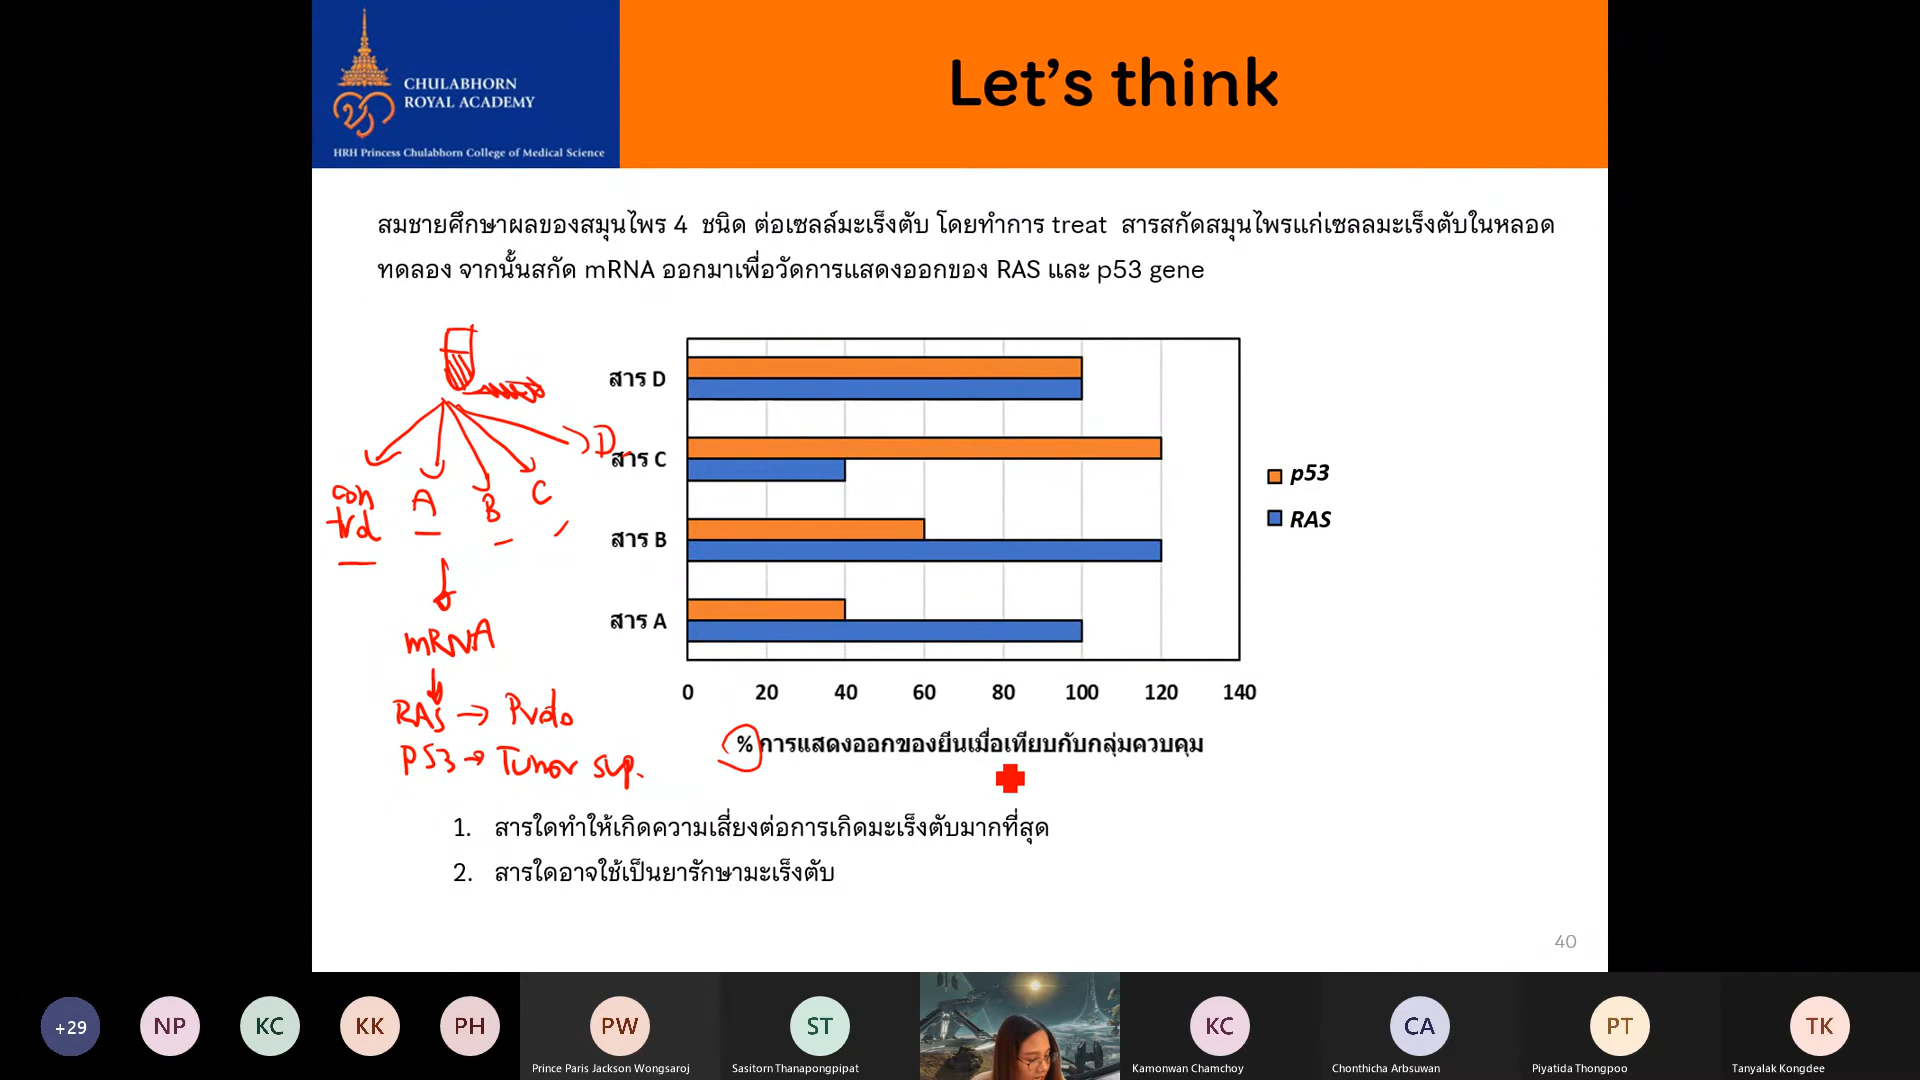 CHULABHORN
ROYAL ACADEMY
HRH Princess Chulabhorn College of Medical Science
Let's think
สมชายศึกษาผลของสมุนไพร 4 ชนิด ต่อเซลล์มะเร็งตับ โดยทำการ treat สารสกัดสมุนไพรแก่เซลลมะเร็งตับในหลอด
ทดลอง จากนั้นสกัด mRNA ออกมาเพื่อวัดการแสดงออกของ RAS และ p53 gene
con
trol
A
B
C
D
mRNA
RAS → Proto
P53 → Tumor sup.
สาร D
สาร C
สาร B
สาร A
p53
RAS
0 20 40 60 80 100 120 140
% การแสดงออกของยีนเมื่อเทียบกับกลุ่มควบคุม
1. สารใดทำให้เกิดความเสี่ยงต่อการเกิดมะเร็งตับมากที่สุด
2. สารใดอาจใช้เป็นยารักษามะเร็งตับ
40
+29 NP KC KK PH PW ST KC CA PT TK
Prince Paris Jackson Wongsaroj Sasitorn Thanapongpipat Kamonwan Chamchoy Chonthicha Arbsuwan Piyatida Thongpoo Tanyalak Kongdee